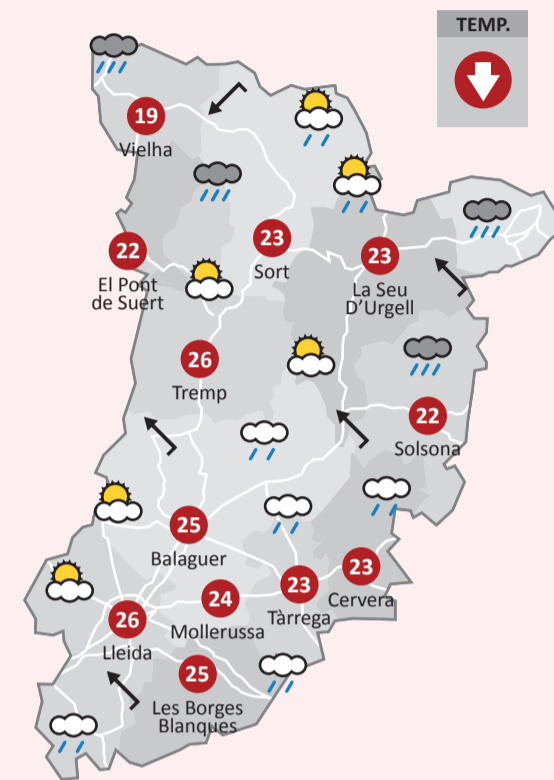 TEMP.
19
Vielha
22
El Pont
de Suert
23
Sort
23
La Seu
D’Urgell
26
Tremp
22
Solsona
25
Balaguer
23
Cervera
23
Tàrrega
24
Mollerussa
26
Lleida
25
Les Borges
Blanques